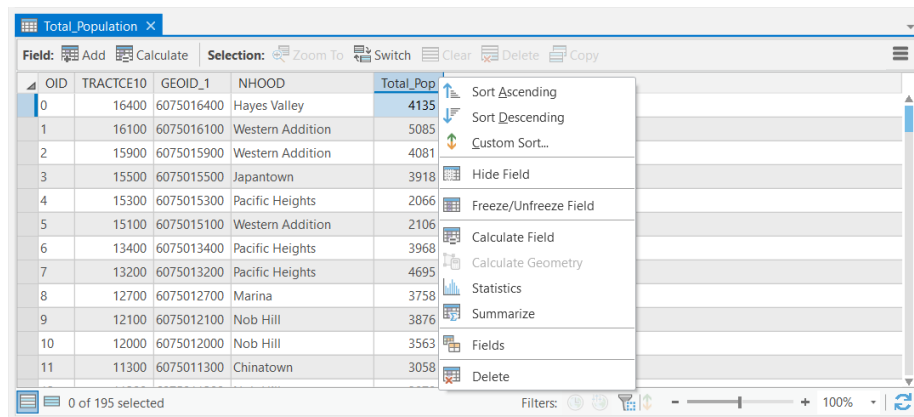 Total_Population
Field: Add Calculate Selection: Zoom To Switch Clear Delete Copy
OID TRACTCE10 GEOID_1 NHOOD Total_Pop
0 16400 6075016400 Hayes Valley 4135
1 16100 6075016100 Western Addition 5085
2 15900 6075015900 Western Addition 4081
3 15500 6075015500 Japantown 3918
4 15300 6075015300 Pacific Heights 2066
5 15100 6075015100 Western Addition 2106
6 13400 6075013400 Pacific Heights 3968
7 13200 6075013200 Pacific Heights 4695
8 12700 6075012700 Marina 3758
9 12100 6075012100 Nob Hill 3876
10 12000 6075012000 Nob Hill 3563
11 11300 6075011300 Chinatown 3058
Sort Ascending
Sort Descending
Custom Sort...
Hide Field
Freeze/Unfreeze Field
Calculate Field
Calculate Geometry
Statistics
Summarize
Fields
Delete
0 of 195 selected
Filters: 100%